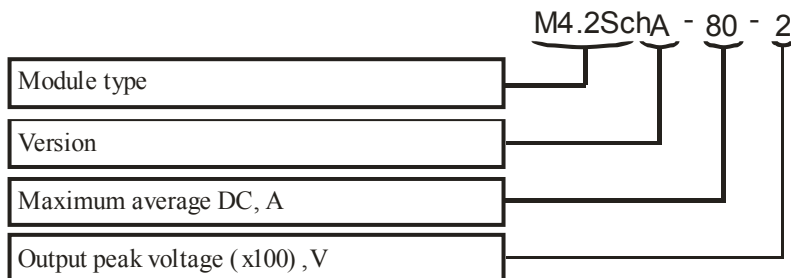 M4.2SchA - 80 - 2
Module type
Version
Maximum average DC, A
Output peak voltage (x100) ,V